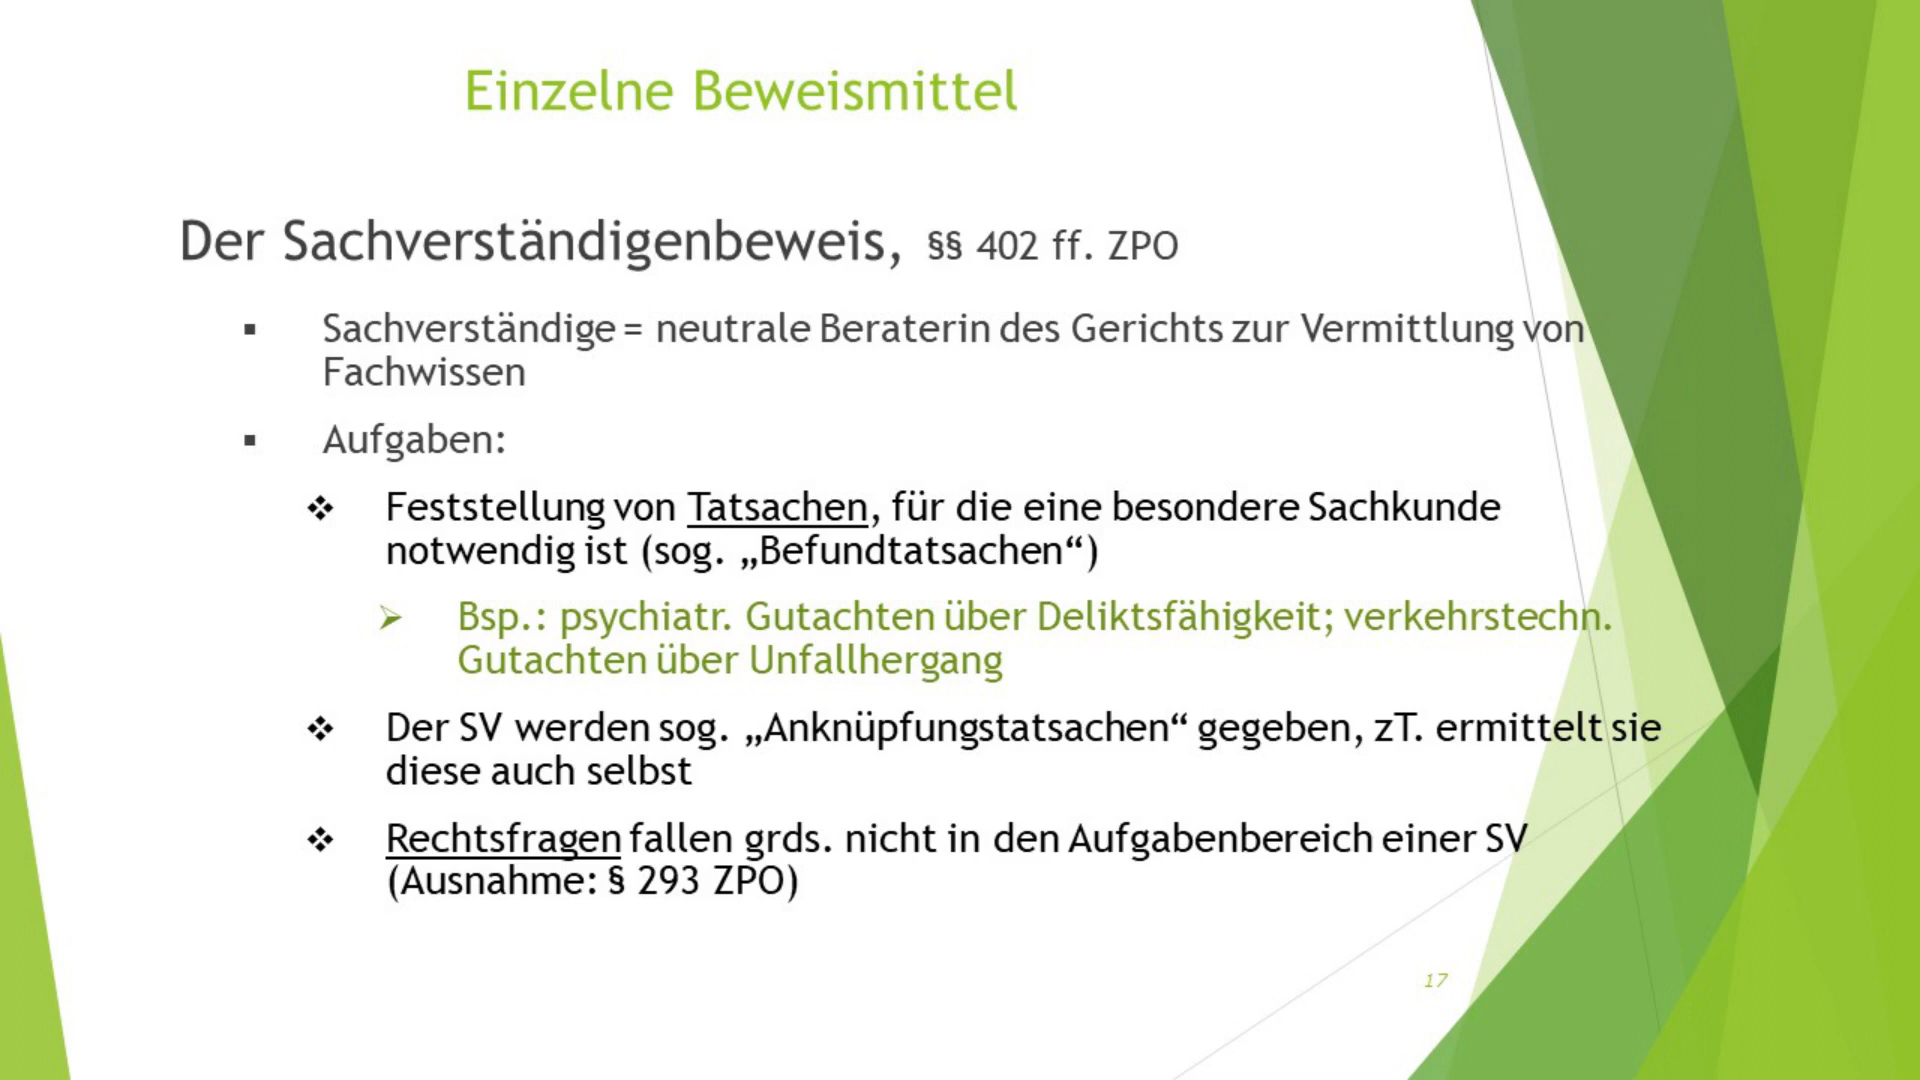 Einzelne Beweismittel
Der Sachverständigenbeweis, §§ 402 ff. ZPO
▪ Sachverständige = neutrale Beraterin des Gerichts zur Vermittlung von
Fachwissen
▪ Aufgaben:
❖ Feststellung von Tatsachen, für die eine besondere Sachkunde
notwendig ist (sog. „Befundtatsachen“)
➢ Bsp.: psychiatr. Gutachten über Deliktsfähigkeit; verkehrstechn.
Gutachten über Unfallhergang
❖ Der SV werden sog. „Anknüpfungstatsachen“ gegeben, zT. ermittelt sie
diese auch selbst
❖ Rechtsfragen fallen grds. nicht in den Aufgabenbereich einer SV
(Ausnahme: § 293 ZPO)
17